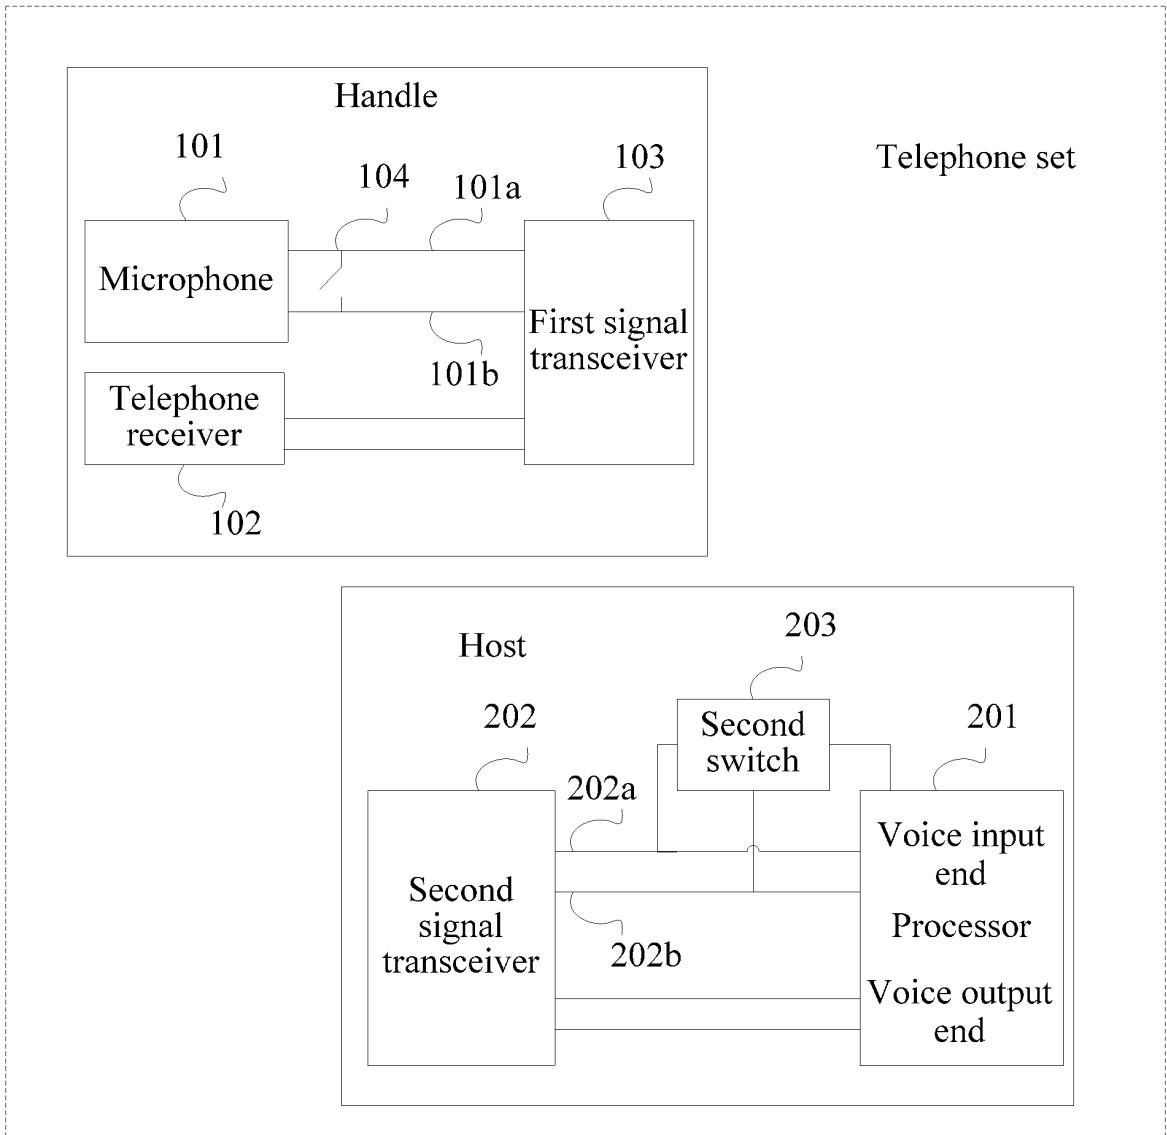 Handle
Telephone set
101
104
101a
103
Microphone
First signal
transceiver
101b
Telephone
receiver
102
Host
203
202
Second
switch
201
202a
Voice input
end
Second
signal
transceiver
Processor
202b
Voice output
end